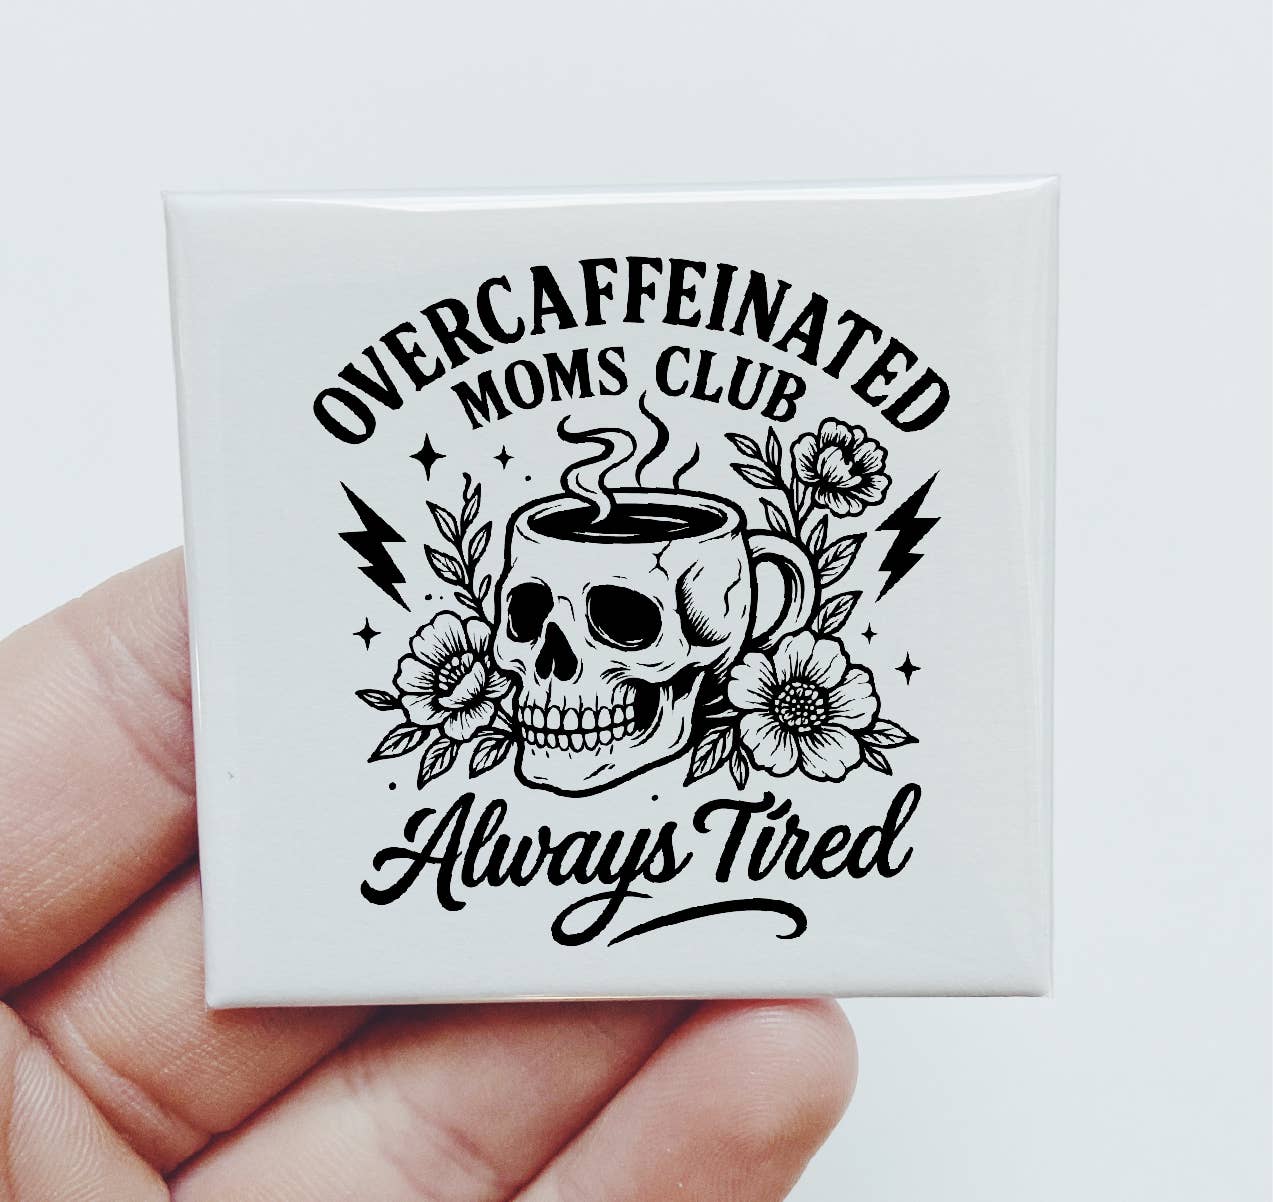 OVERCAFFEINATED
MOMS CLUB
Always Tired